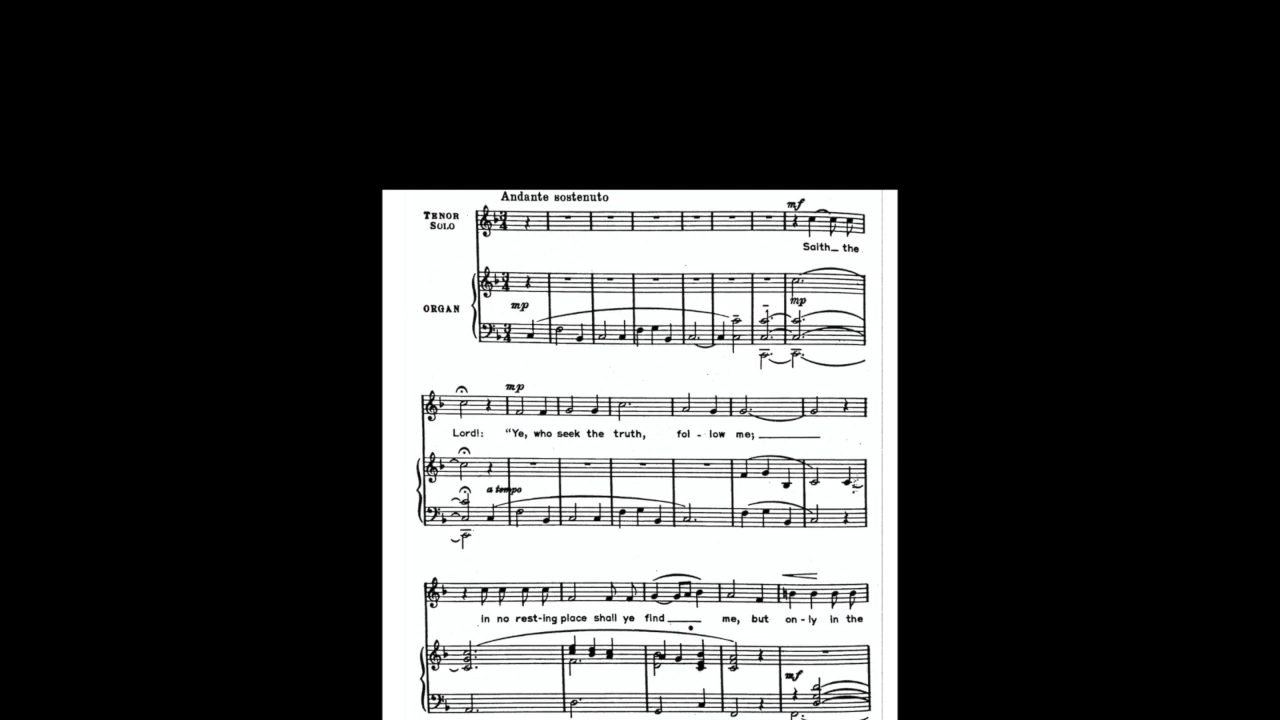 Andante sostenuto
mf
TENOR
SOLO
Saith_ the
mp
mp
ORGAN
mp
Lord!: "Ye, who seek the truth, fol - low me;
a tempo
in no rest-ing place shall ye find me, but on - ly in the
mf